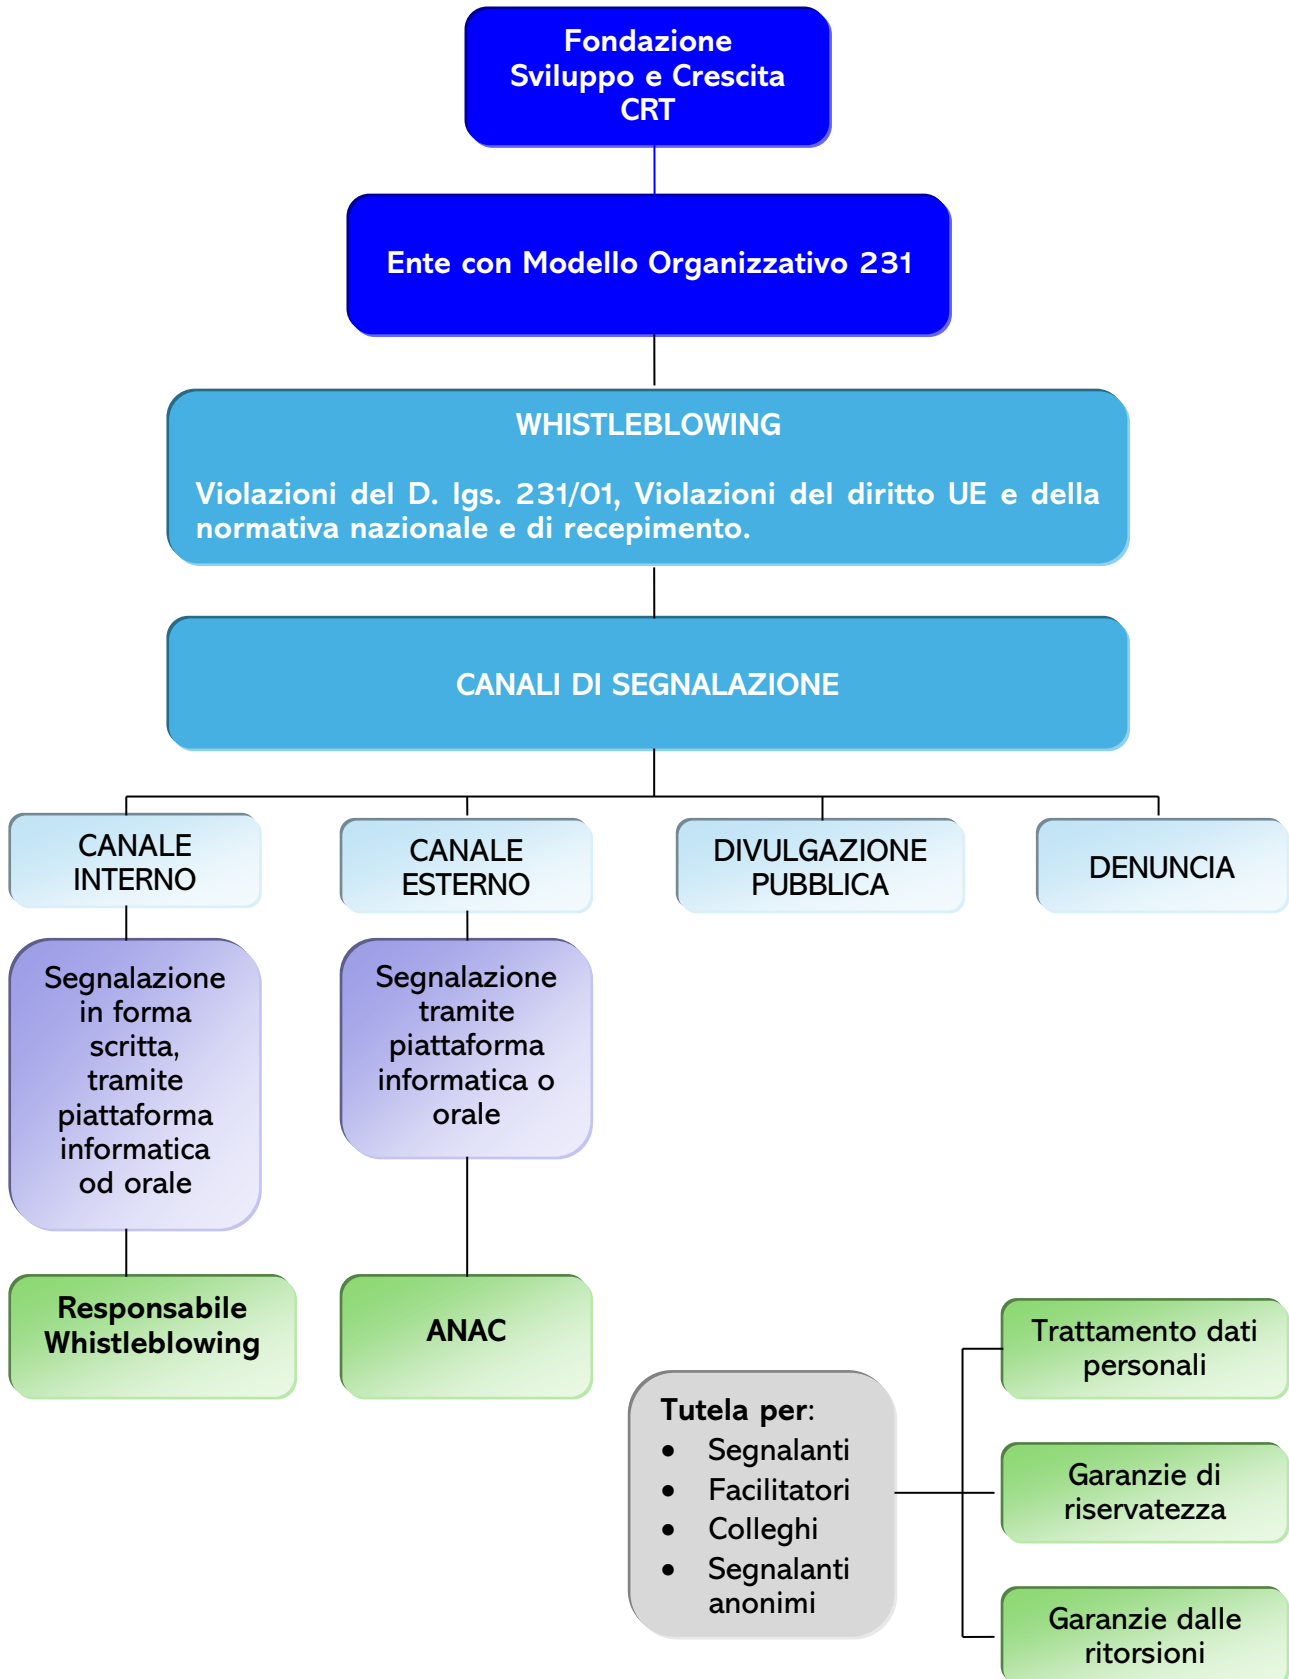 Fondazione
Sviluppo e Crescita
CRT
Ente con Modello Organizzativo 231
WHISTLEBLOWING
Violazioni del D. lgs. 231/01, Violazioni del diritto UE e della
normativa nazionale e di recepimento.
CANALI DI SEGNALAZIONE
CANALE
INTERNO
CANALE
ESTERNO
DIVULGAZIONE
PUBBLICA
DENUNCIA
Segnalazione
in forma
scritta,
tramite
piattaforma
informatica
od orale
Segnalazione
tramite
piattaforma
informatica o
orale
Responsabile
Whistleblowing
ANAC
Tutela per:
• Segnalanti
• Facilitatori
• Colleghi
• Segnalanti
anonimi
Trattamento dati
personali
Garanzie di
riservatezza
Garanzie dalle
ritorsioni